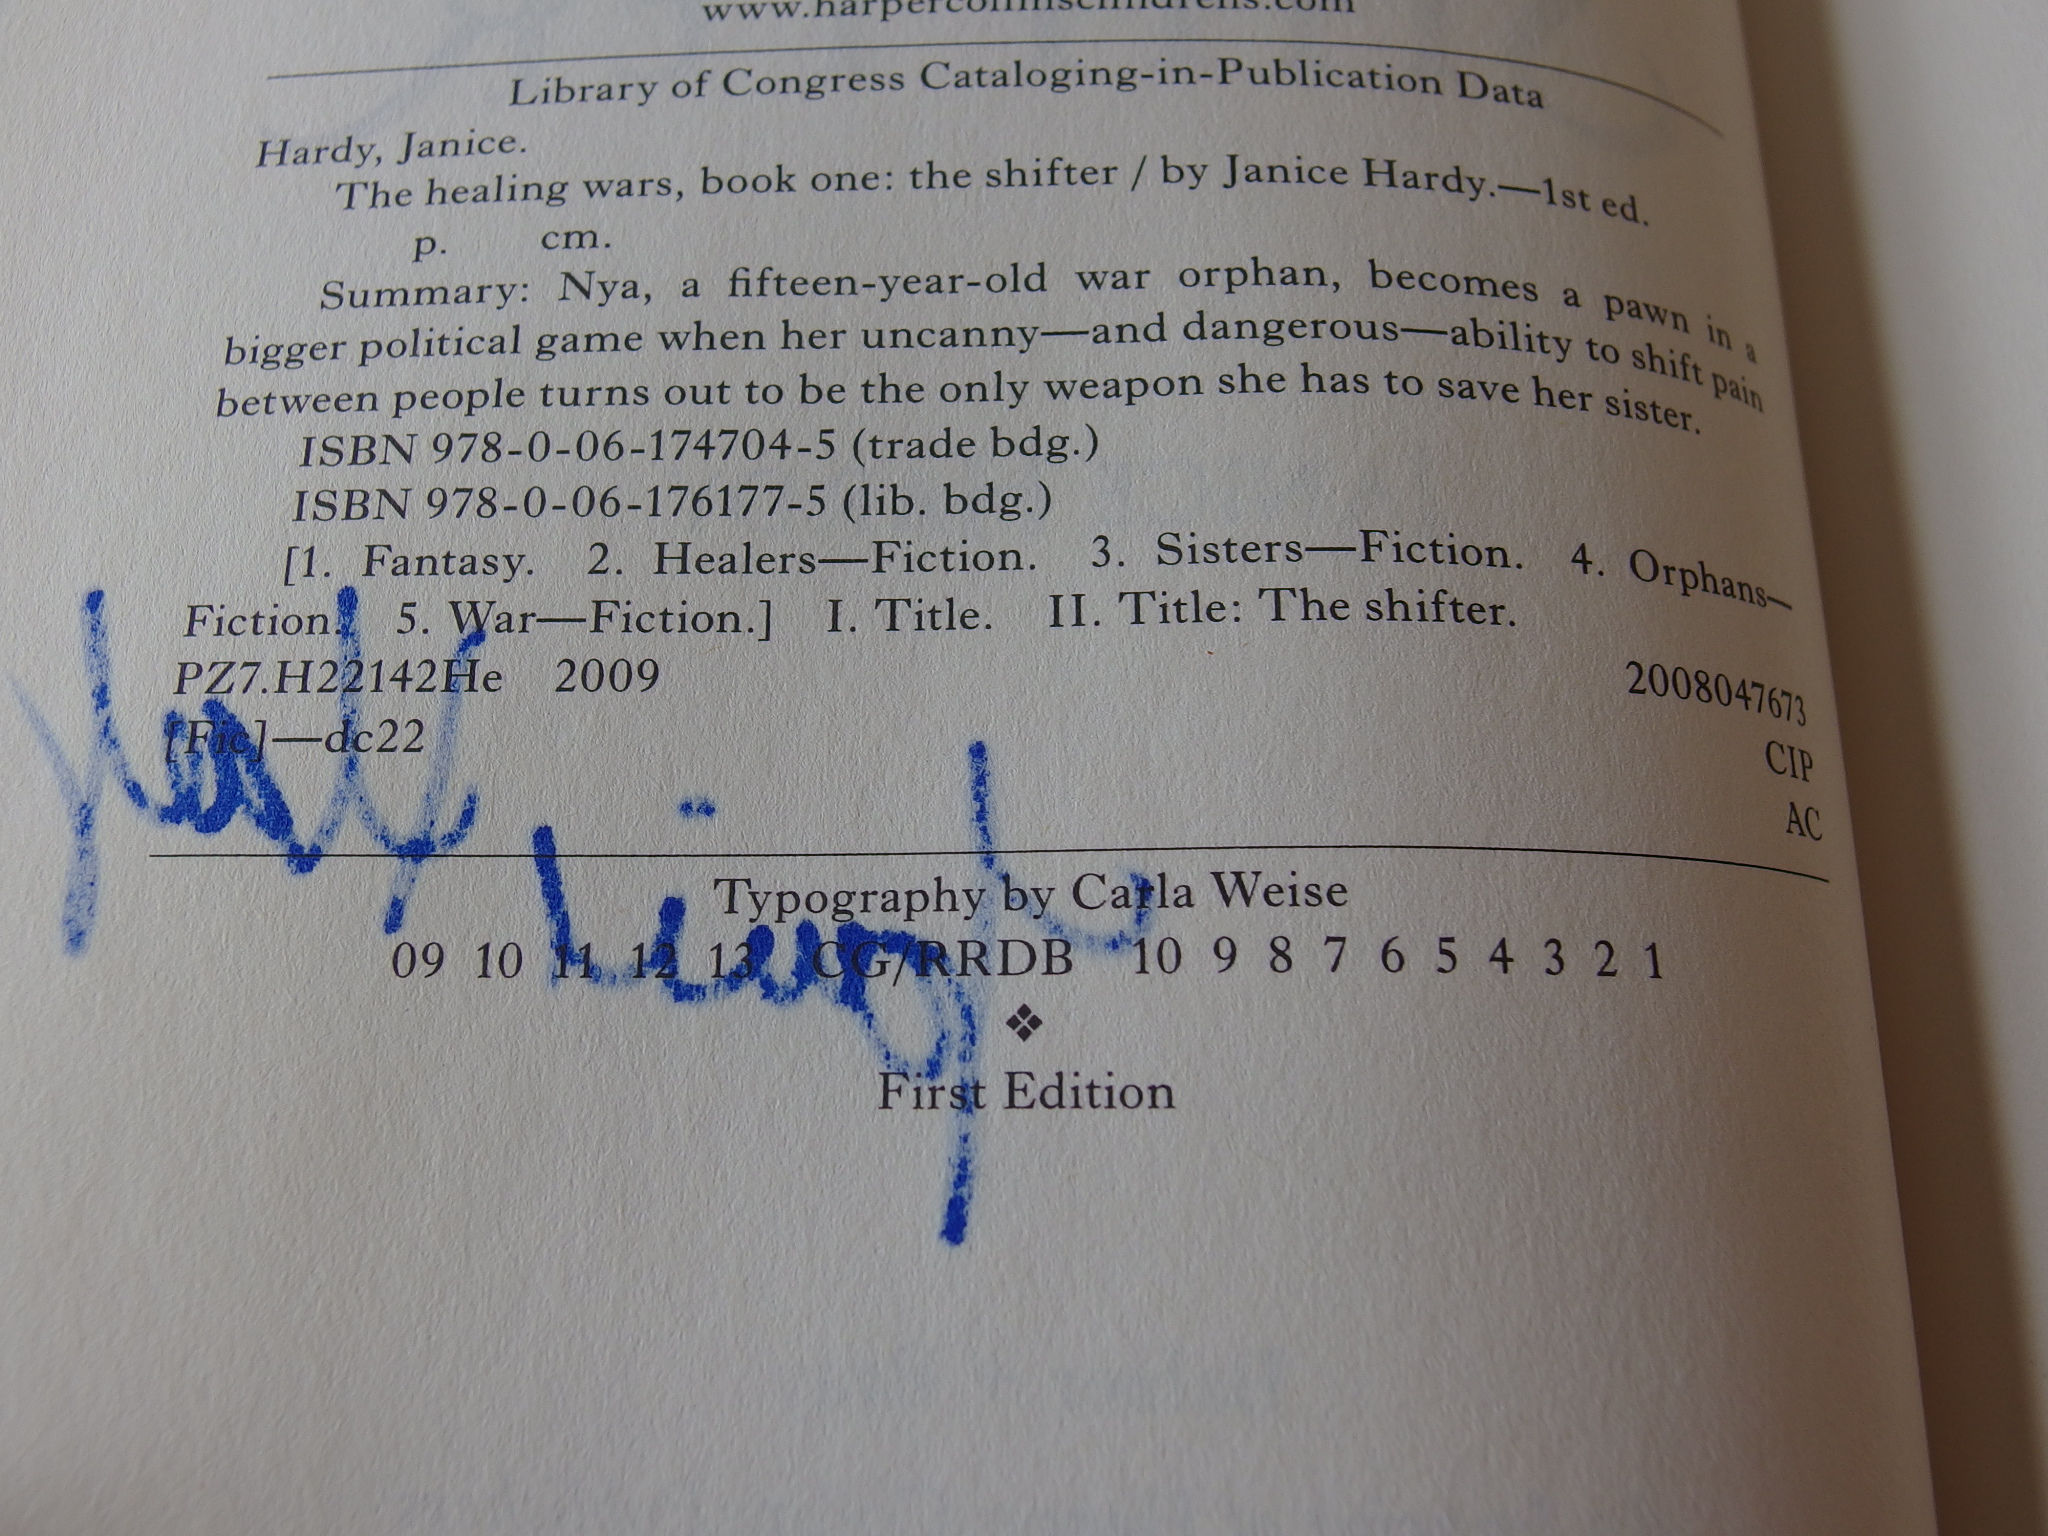 www.harpercollinschildrens.com
Library of Congress Cataloging-in-Publication Data
Hardy, Janice.
The healing wars, book one: the shifter / by Janice Hardy.—1st ed.
p. cm.
Summary: Nya, a fifteen-year-old war orphan, becomes a pawn in a
bigger political game when her uncanny—and dangerous—ability to shift pain
between people turns out to be the only weapon she has to save her sister.
ISBN 978-0-06-174704-5 (trade bdg.)
ISBN 978-0-06-176177-5 (lib. bdg.)
[1. Fantasy. 2. Healers—Fiction. 3. Sisters—Fiction. 4. Orphans—
Fiction. 5. War—Fiction.] I. Title. II. Title: The shifter.
PZ7.H22142He 2009 2008047673
[Fic]—dc22 CIP
AC
Typography by Carla Weise
09 10 11 12 13 CG/RRDB 10 9 8 7 6 5 4 3 2 1
❖
First Edition